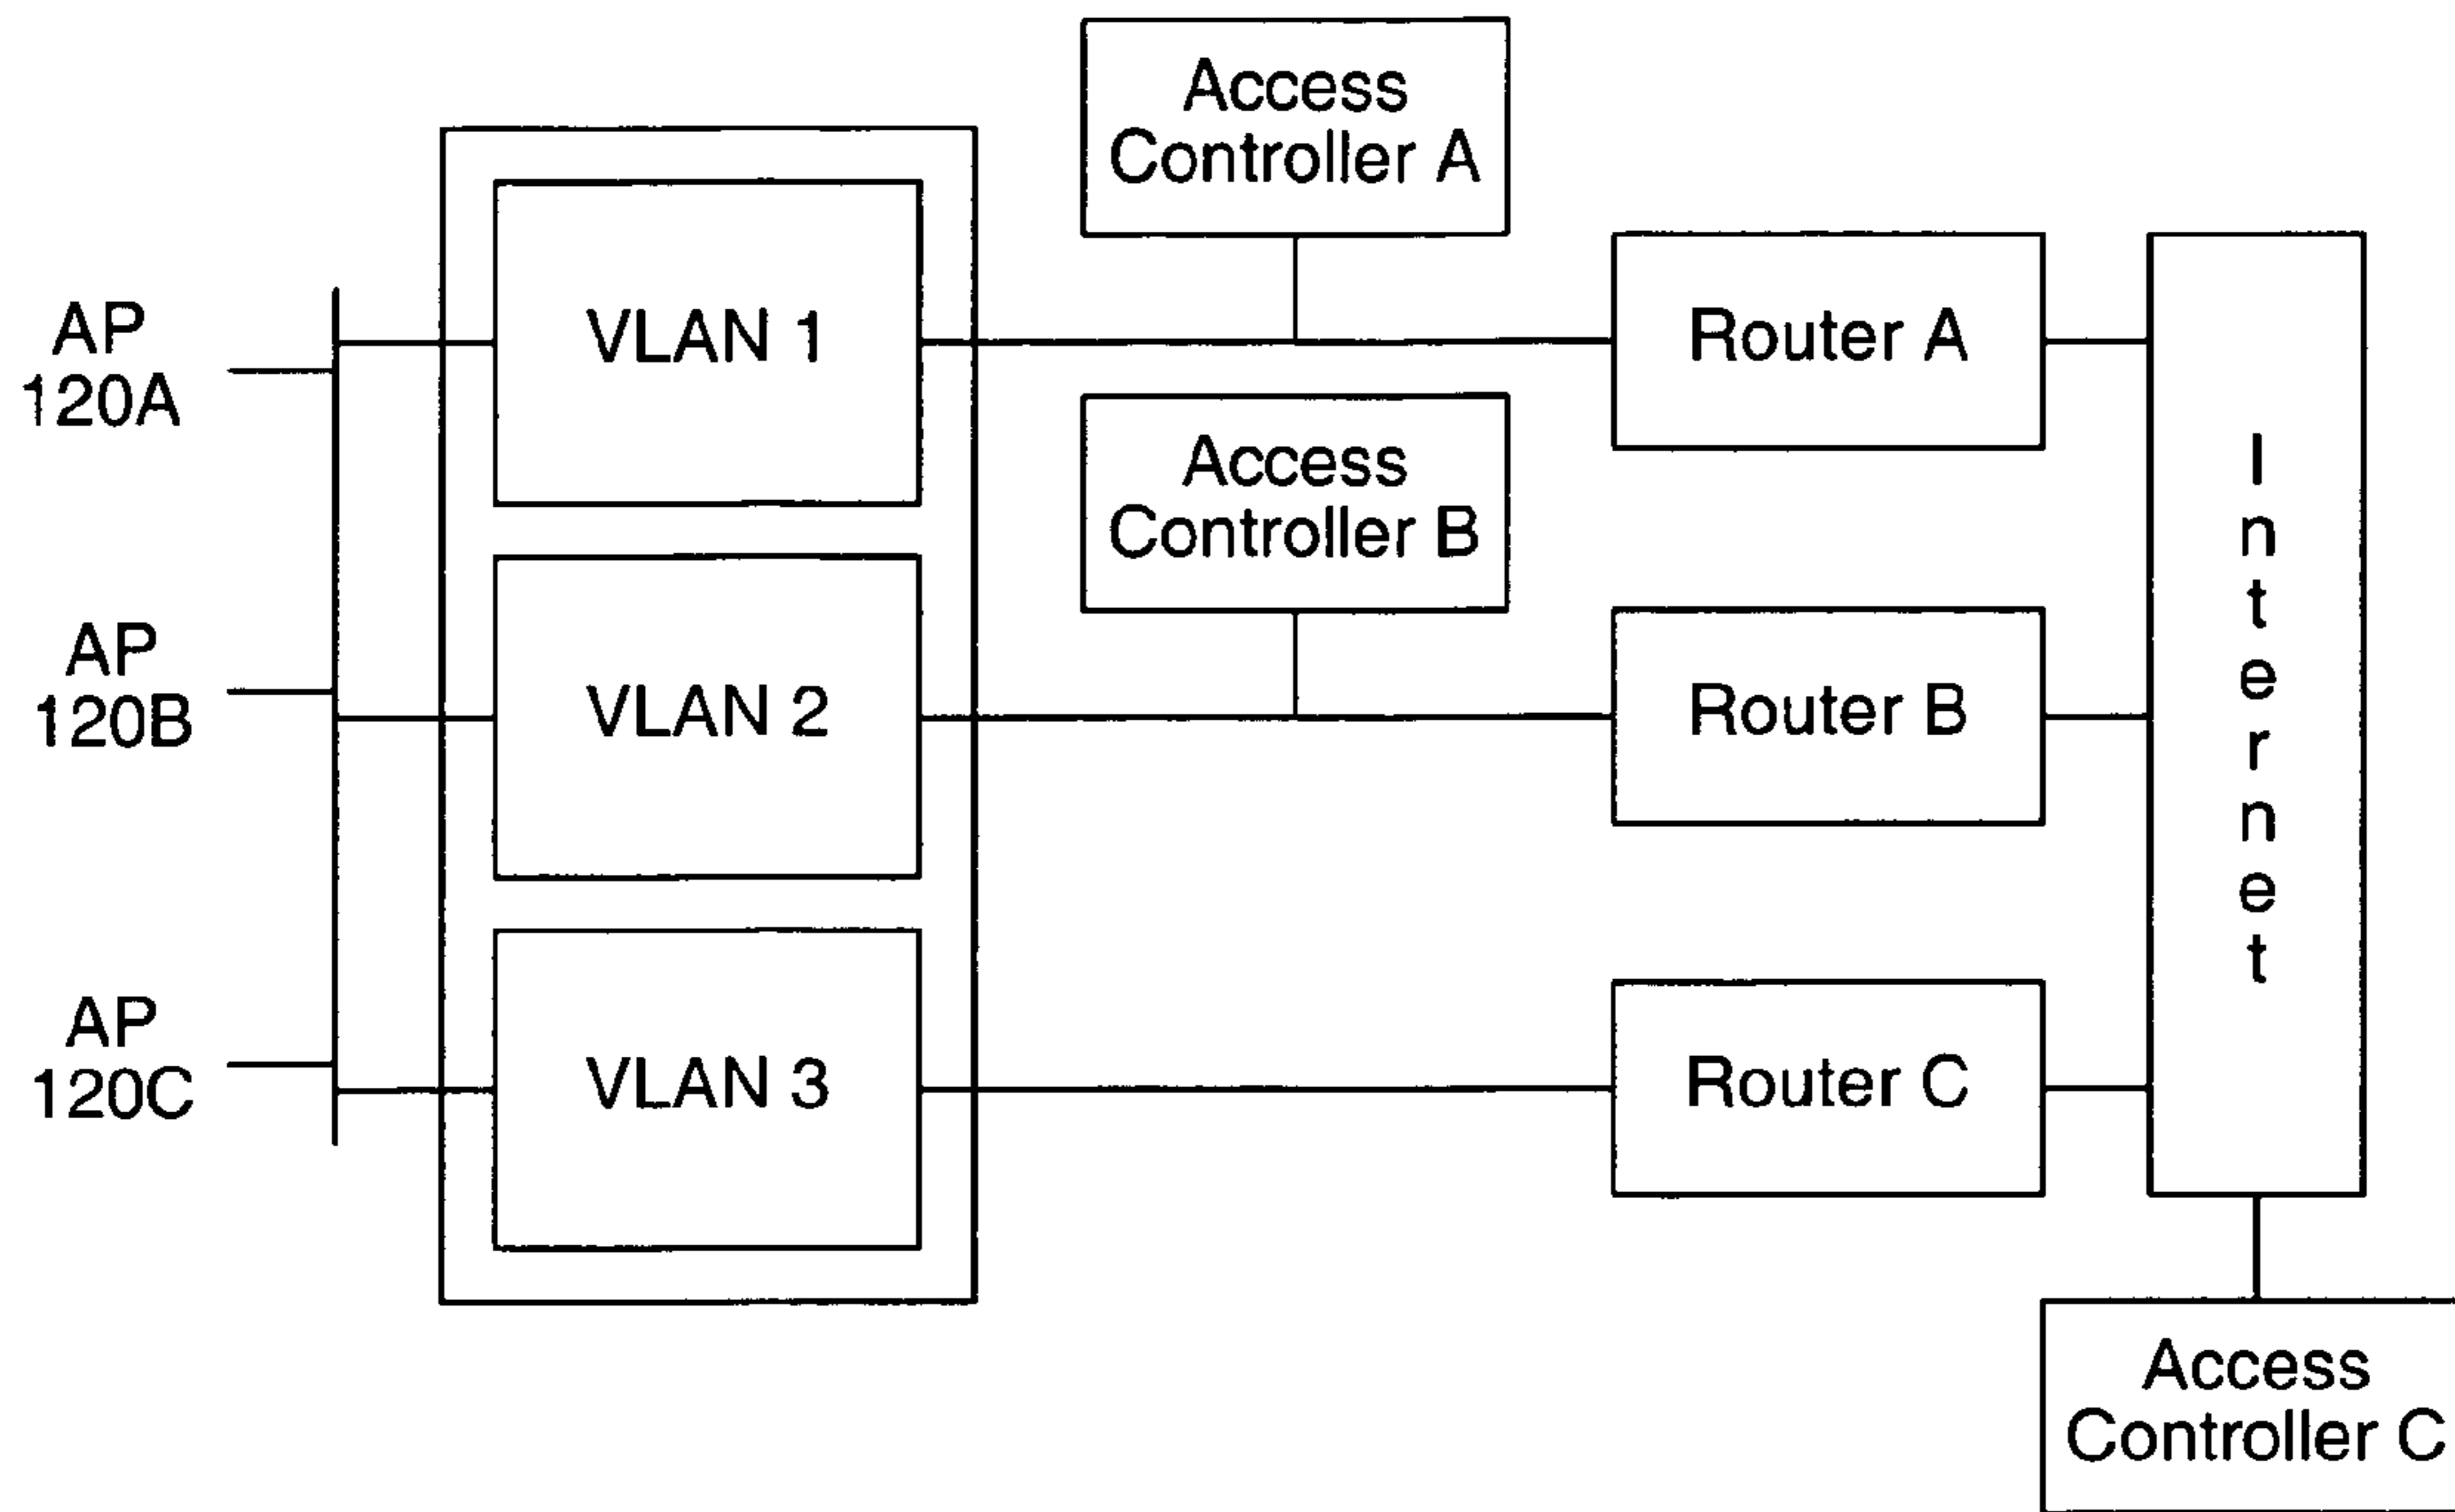 Access
Controller A
AP
120A
VLAN 1
Router A
Access
Controller B
AP
120B
VLAN 2
Router B
AP
120C
VLAN 3
Router C
Internet
Access
Controller C